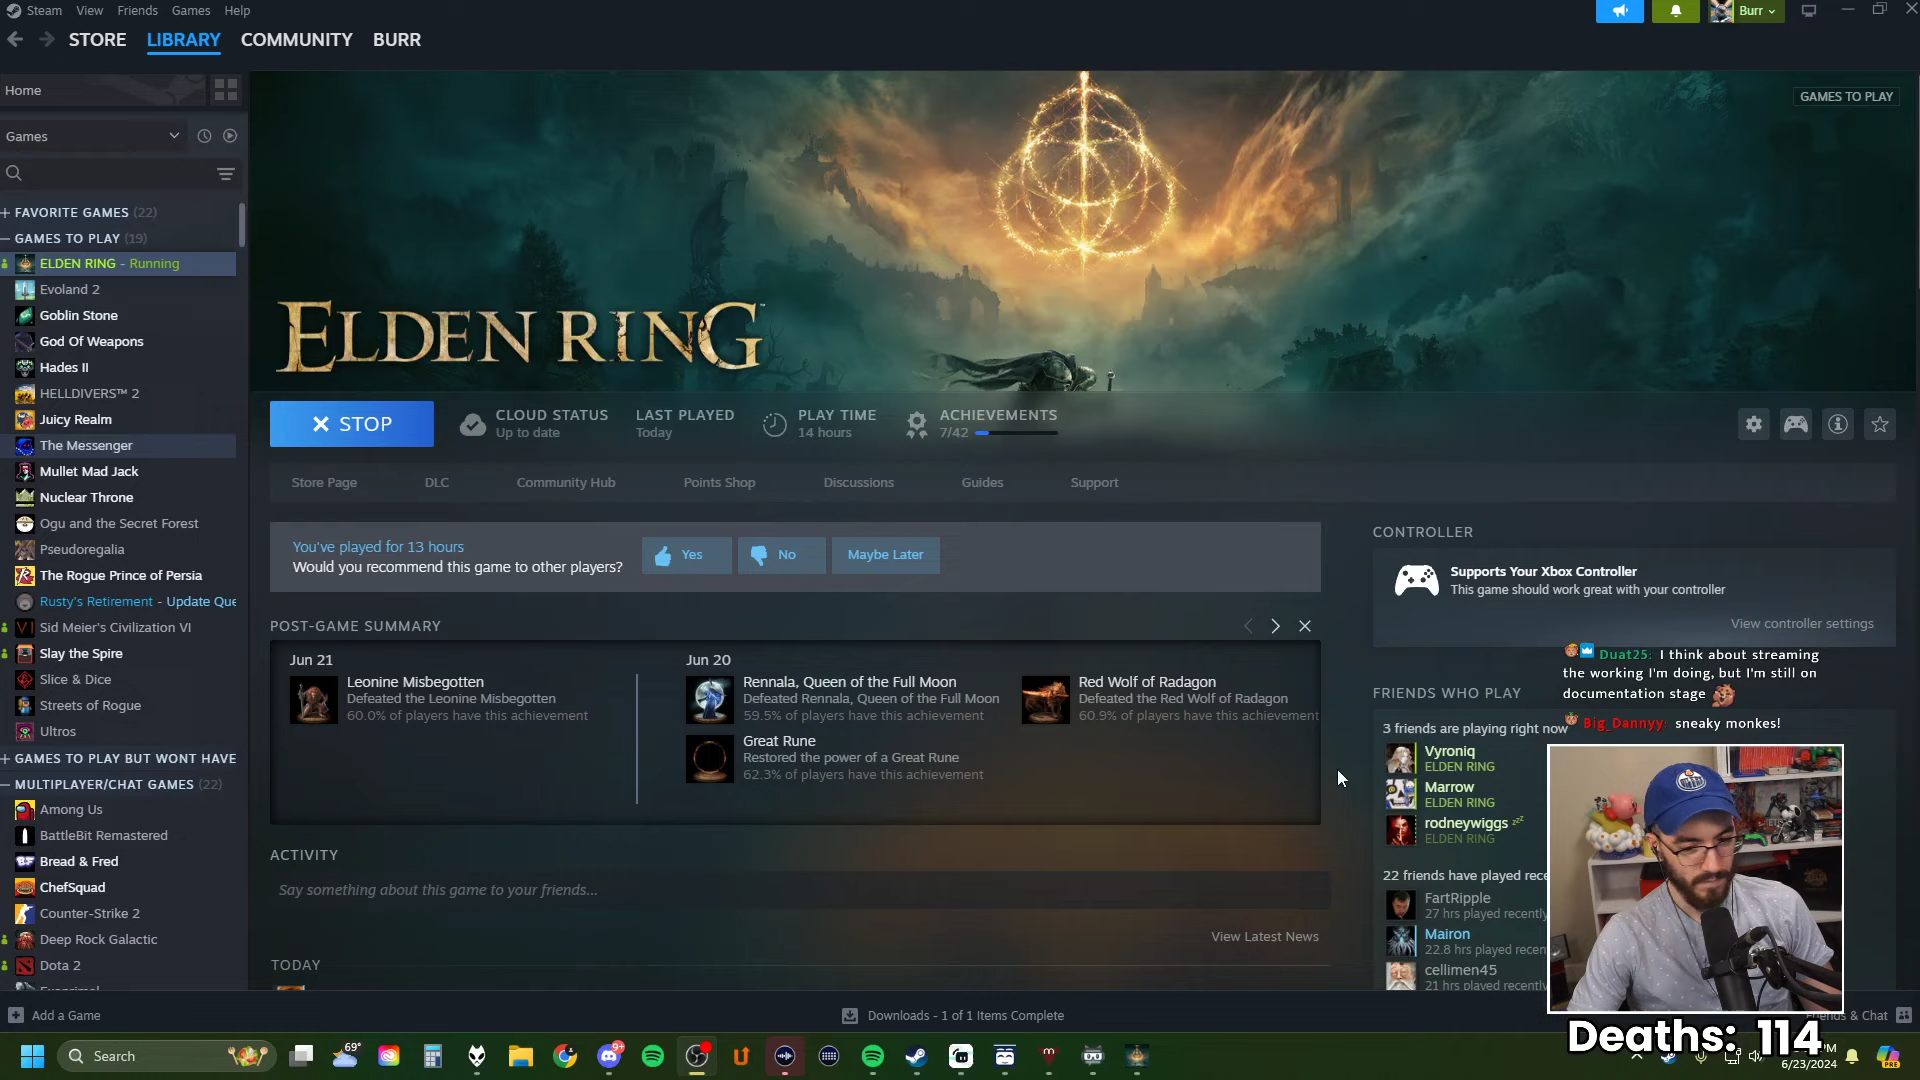 Steam View Friends Games Help
Burr
STORE LIBRARY COMMUNITY BURR
Home
Games
FAVORITE GAMES (22)
GAMES TO PLAY (19)
ELDEN RING - Running
Evoland 2
Goblin Stone
God Of Weapons
Hades II
HELLDIVERS™ 2
Juicy Realm
The Messenger
Mullet Mad Jack
Nuclear Throne
Ogu and the Secret Forest
Pseudoregalia
The Rogue Prince of Persia
Rusty's Retirement - Update Que
Sid Meier's Civilization VI
Slay the Spire
Slice & Dice
Streets of Rogue
Ultros
GAMES TO PLAY BUT WONT HAVE
MULTIPLAYER/CHAT GAMES (22)
Among Us
BattleBit Remastered
Bread & Fred
ChefSquad
Counter-Strike 2
Deep Rock Galactic
Dota 2
Add a Game
GAMES TO PLAY
ELDEN RING
STOP
CLOUD STATUS
Up to date
LAST PLAYED
Today
PLAY TIME
14 hours
ACHIEVEMENTS
7/42
Store Page DLC Community Hub Points Shop Discussions Guides Support
You've played for 13 hours
Would you recommend this game to other players?
Yes No Maybe Later
POST-GAME SUMMARY
Jun 21
Leonine Misbegotten
Defeated the Leonine Misbegotten
60.0% of players have this achievement
Jun 20
Rennala, Queen of the Full Moon
Defeated Rennala, Queen of the Full Moon
59.5% of players have this achievement
Red Wolf of Radagon
Defeated the Red Wolf of Radagon
60.9% of players have this achievement
Great Rune
Restored the power of a Great Rune
62.3% of players have this achievement
ACTIVITY
Say something about this game to your friends...
View Latest News
TODAY
CONTROLLER
Supports Your Xbox Controller
This game should work great with your controller
View controller settings
Duat25: I think about streaming
the working I'm doing, but I'm still on
documentation stage
Big_Dannyy: sneaky monkes!
FRIENDS WHO PLAY
3 friends are playing right now
Vyroniq
ELDEN RING
Marrow
ELDEN RING
rodneywiggs zzz
ELDEN RING
22 friends have played rece
FartRipple
27 hrs played recently
Mairon
22.8 hrs played recen
cellimen45
21 hrs played recently
Downloads - 1 of 1 Items Complete
Friends & Chat
Deaths: 114
Search
69°
9+
PM
6/23/2024
PRE